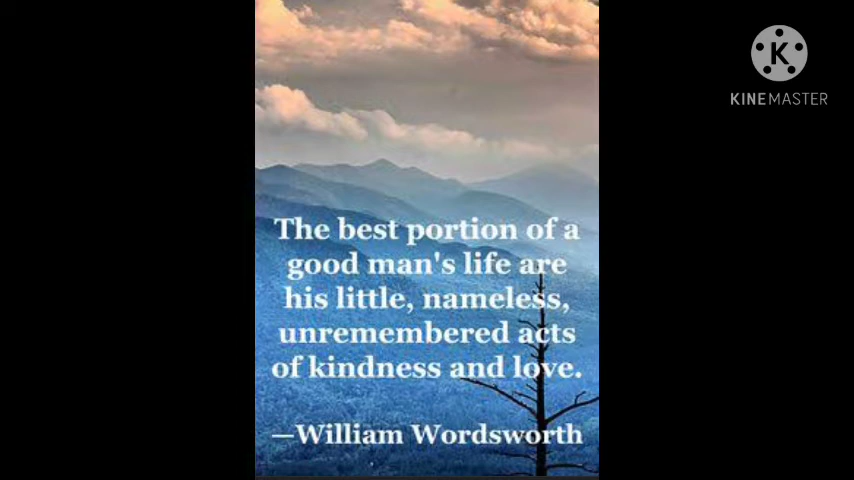 The best portion of a
good man's life are
his little, nameless,
unremembered acts
of kindness and love.
—William Wordsworth
K
KINEMASTER